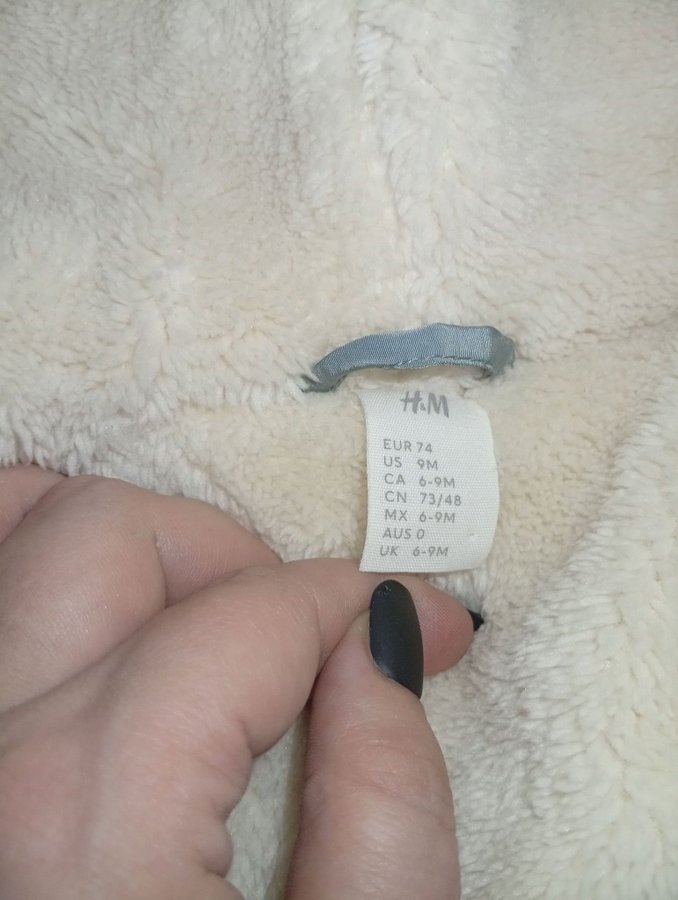 H&M
EUR 74
US 9M
CA 6-9M
CN 73/48
MX 6-9M
AUS 0
UK 6-9M